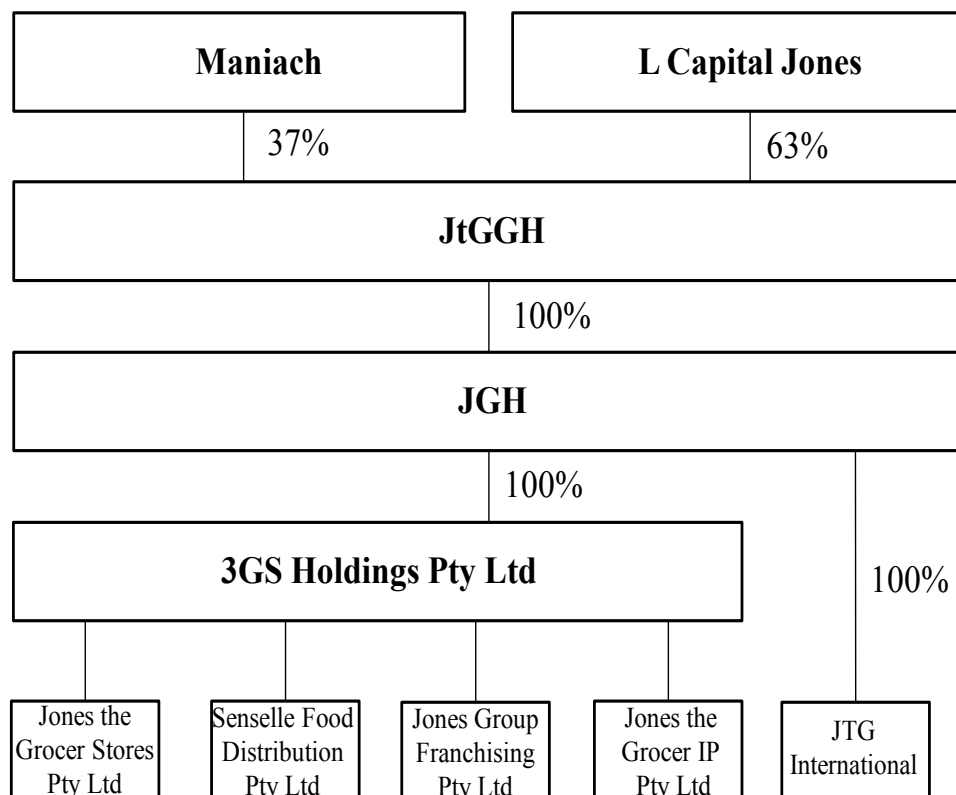 Maniach
L Capital Jones
37%
63%
JtGGH
100%
JGH
100%
3GS Holdings Pty Ltd
100%
Jones the
Grocer Stores
Pty Ltd
Senselle Food
Distribution
Pty Ltd
Jones Group
Franchising
Pty Ltd
Jones the
Grocer IP
Pty Ltd
JTG
International